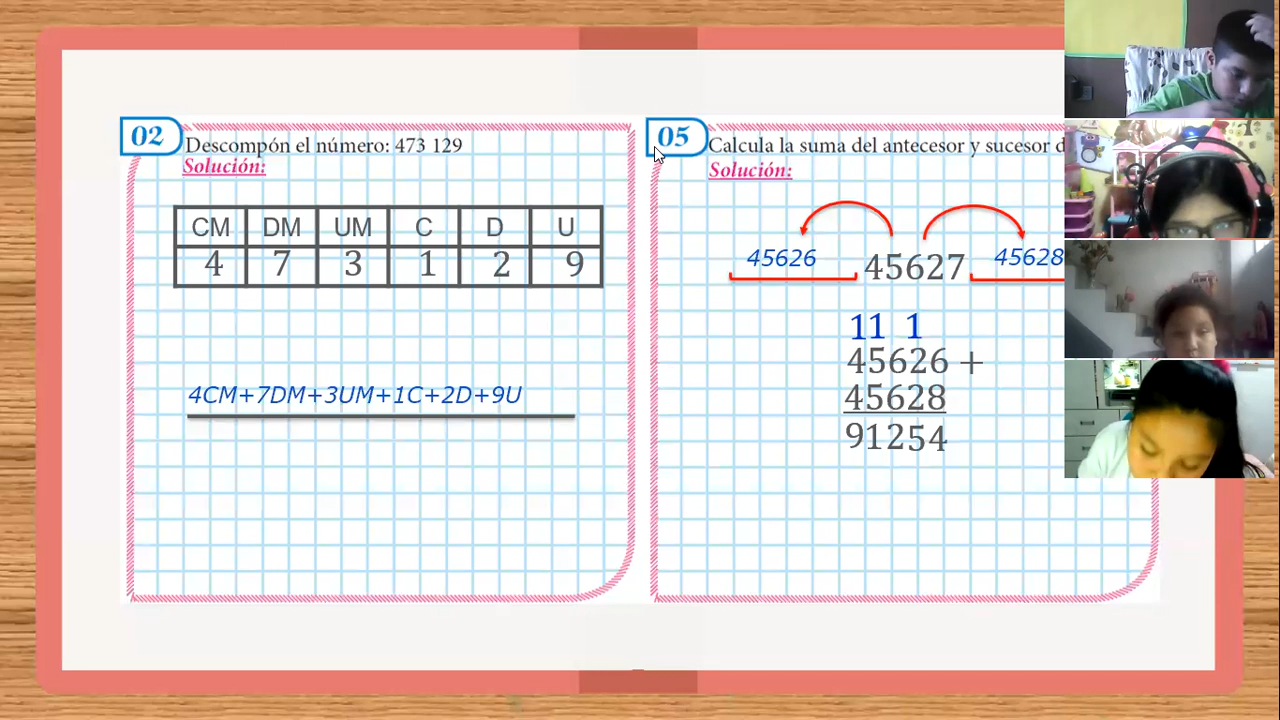 02
Descompón el número: 473 129
Solución:
CM DM UM C D U
4 7 3 1 2 9
4CM+7DM+3UM+1C+2D+9U
05
Calcula la suma del antecesor y sucesor d
Solución:
45626 45627 45628
11 1
45626 +
45628
91254